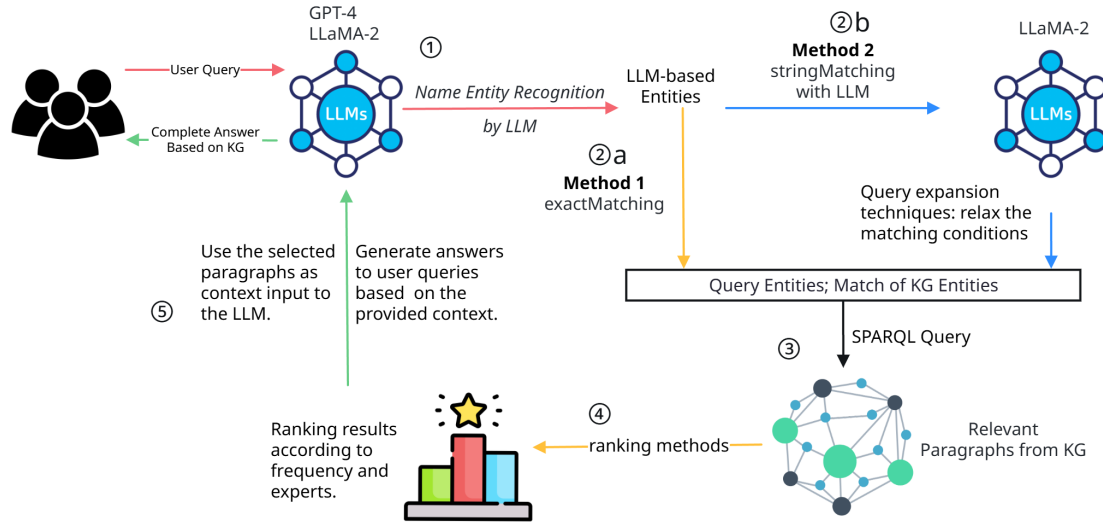 GPT-4
LLaMA-2
①
User Query
LLMs
Complete Answer
Based on KG
Name Entity Recognition
by LLM
LLM-based
Entities
②b
Method 2
stringMatching
with LLM
LLaMA-2
LLMs
②a
Method 1
exactMatching
Query expansion
techniques: relax the
matching conditions
Query Entities; Match of KG Entities
SPARQL Query
③
Relevant
Paragraphs from KG
④
ranking methods
Ranking results
according to
frequency and
experts.
⑤
Use the selected
paragraphs as
context input to
the LLM.
Generate answers
to user queries
based on the
provided context.